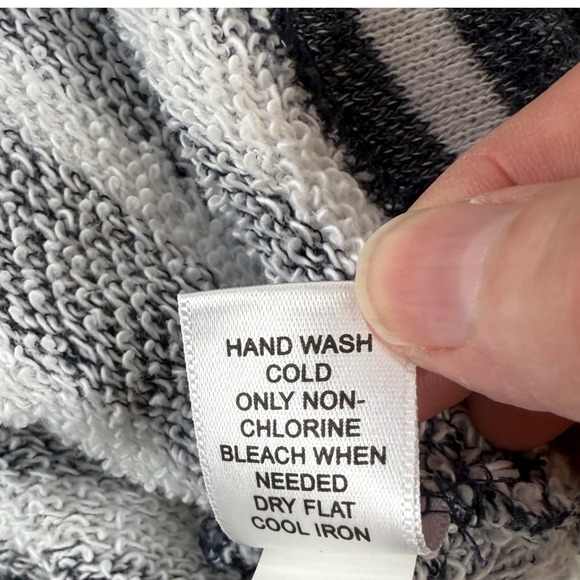 HAND WASH
COLD
ONLY NON-
CHLORINE
BLEACH WHEN
NEEDED
DRY FLAT
COOL IRON